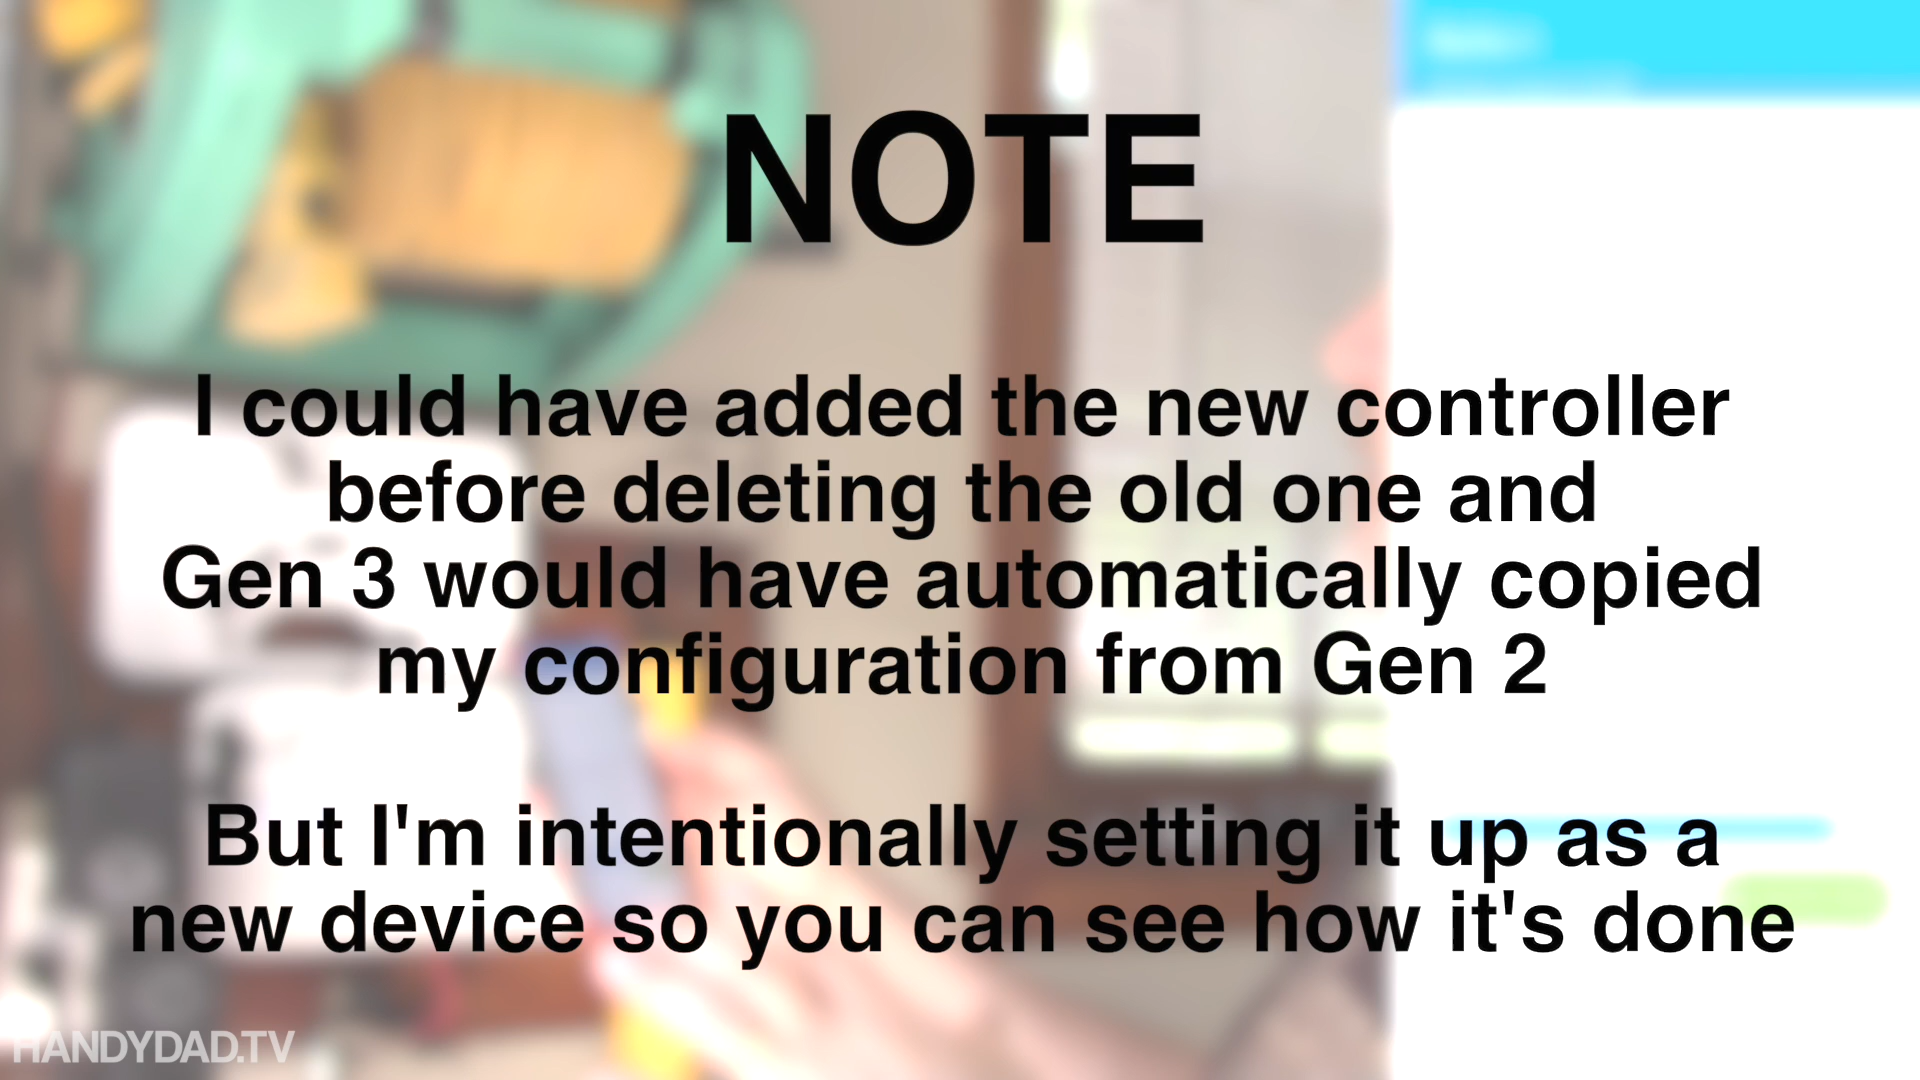 NOTE
I could have added the new controller
before deleting the old one and
Gen 3 would have automatically copied
my configuration from Gen 2
But I'm intentionally setting it up as a
new device so you can see how it's done
HANDYDAD.TV